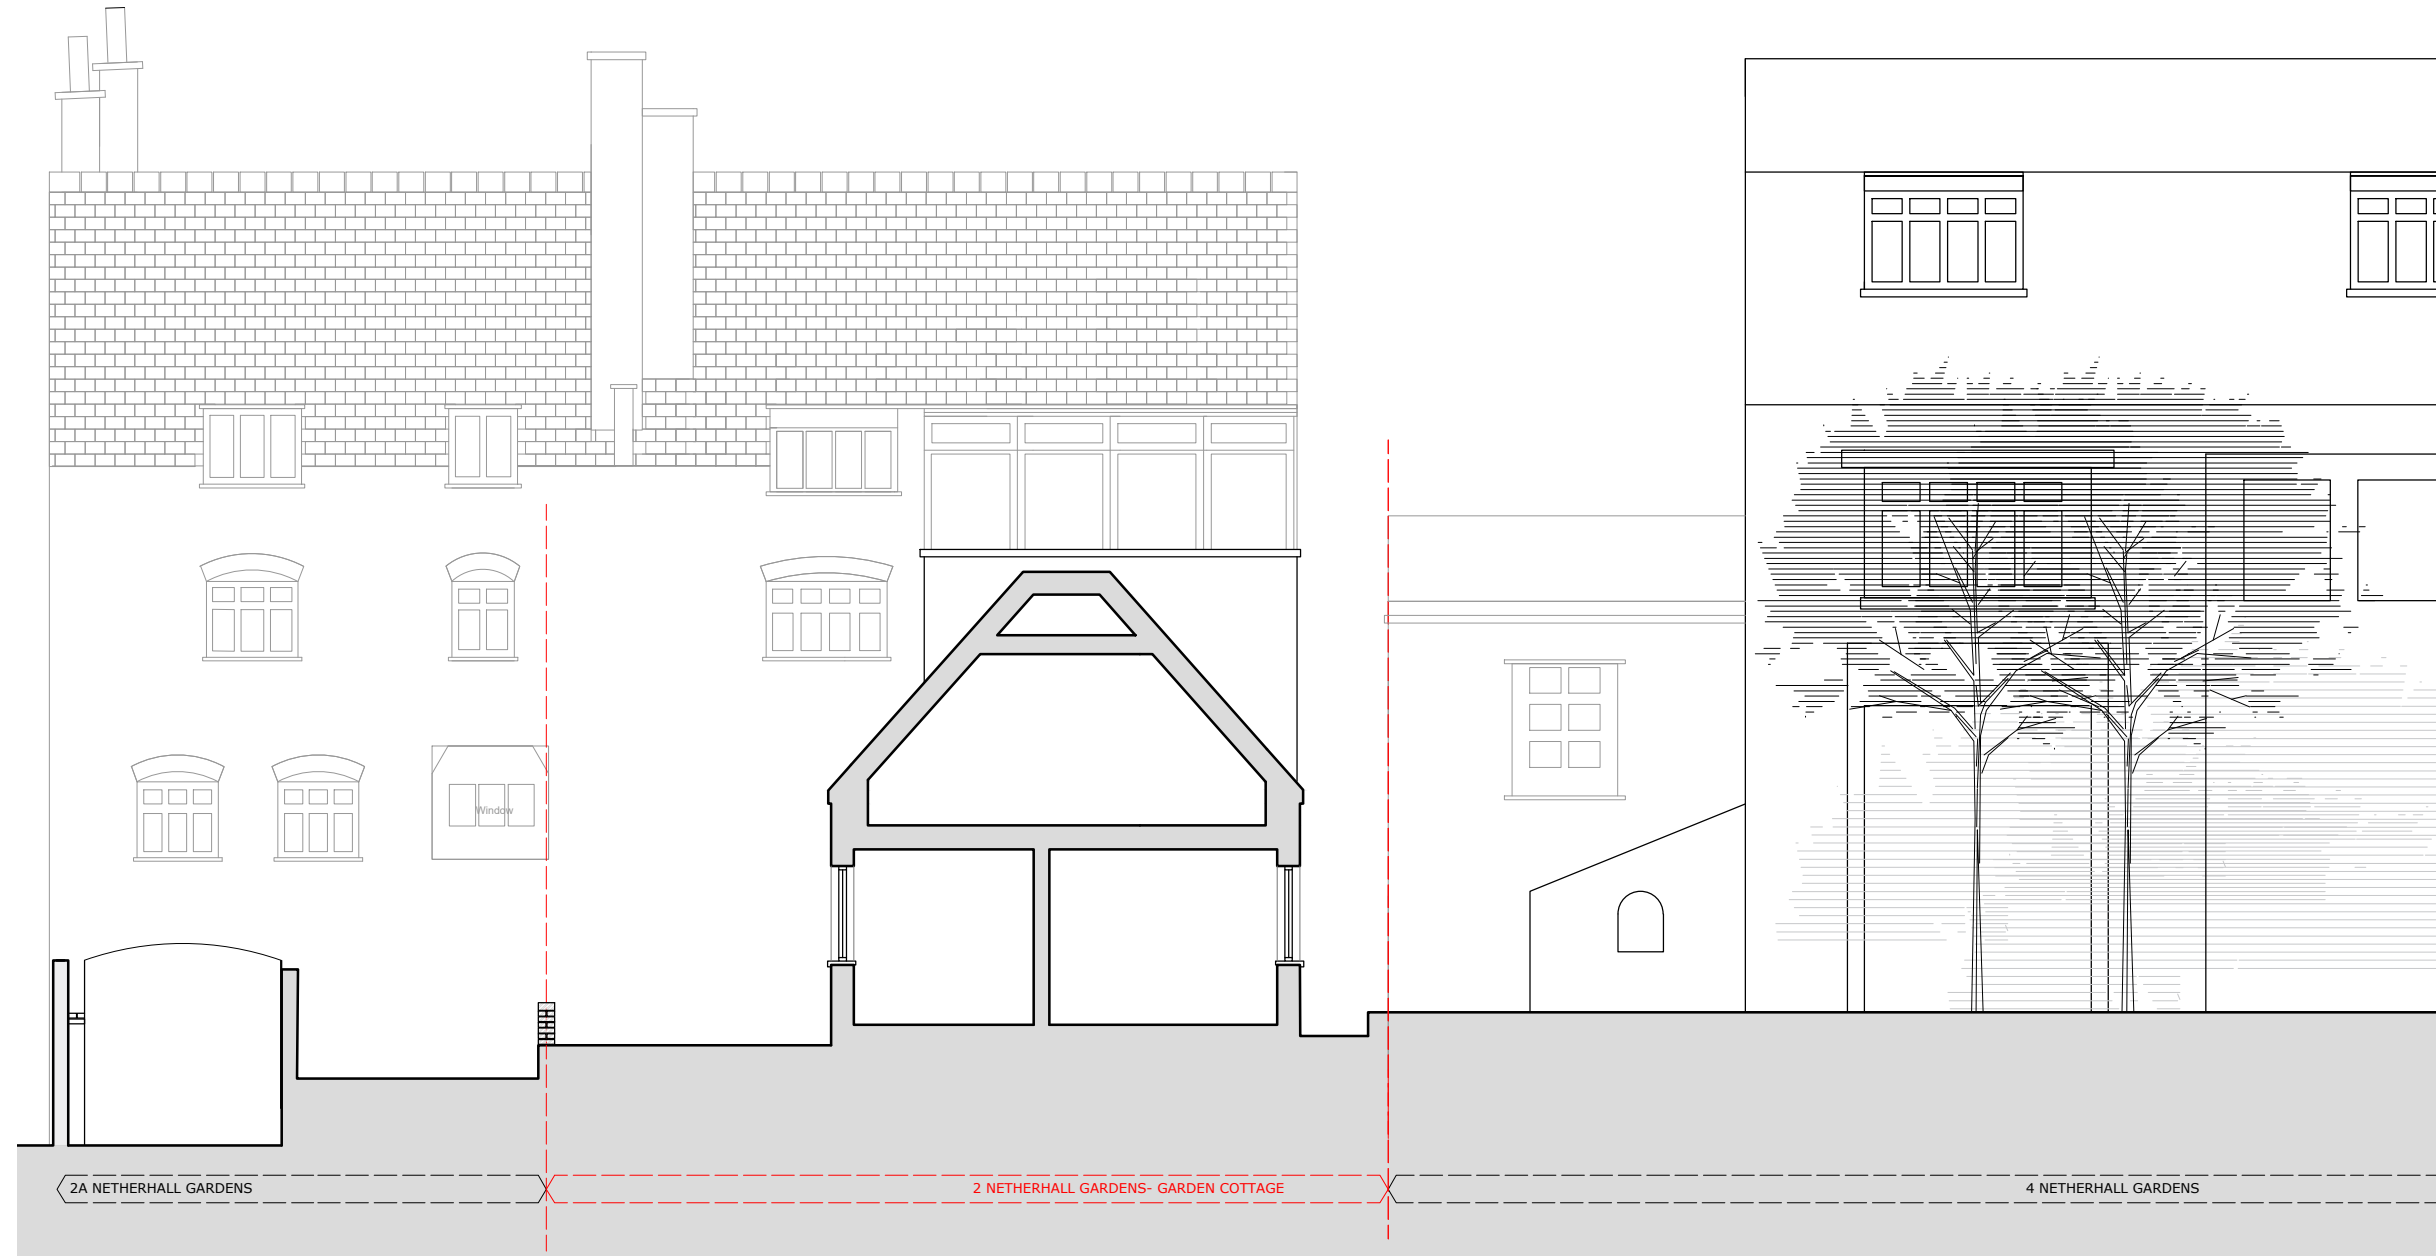 Window
2A NETHERHALL GARDENS
2 NETHERHALL GARDENS- GARDEN COTTAGE
4 NETHERHALL GARDENS